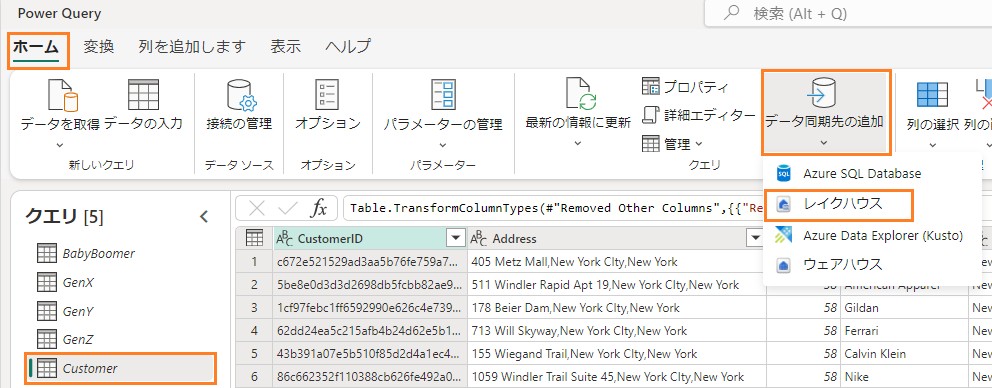 Power Query
検索 (Alt + Q)
ホーム 変換 列を追加します 表示 ヘルプ
データを取得 データの入力 接続の管理 オプション パラメーターの管理 最新の情報に更新 プロパティ 詳細エディター 管理 データ同期先の追加 列の選択
新しいクエリ データ ソース オプション パラメーター クエリ
Azure SQL Database
レイクハウス
Azure Data Explorer (Kusto)
ウェアハウス
クエリ [5]
BabyBoomer
GenX
GenY
GenZ
Customer
fx Table.TransformColumnTypes(#"Removed Other Columns",{{"Re
ABC CustomerID ABC Address
1 c672e521529ad3aa5b76fe759a7... 405 Metz Mall,New York CIty,New York
2 5be8e0d3d3d2698db5fcbb82ae9... 511 Windler Rapid Apt 19,New York CIty,New York 58 American Apparel New
3 1cf97febc1ff6592990e626c4e739... 178 Beier Dam,New York CIty,New York 58 Gildan New
4 62dd24ea5c215afb4b24d62e5b1... 713 Will Skyway,New York CIty,New York 58 Ferrari New
5 43b391a07e5b510f85d2d4a1ec4... 155 Wiegand Trail,New York CIty,New York 58 Calvin Klein New
6 86c662352f110388cb626fe492a0... 1059 Windler Trail Suite 45,New York CIty,New York 58 Nike New